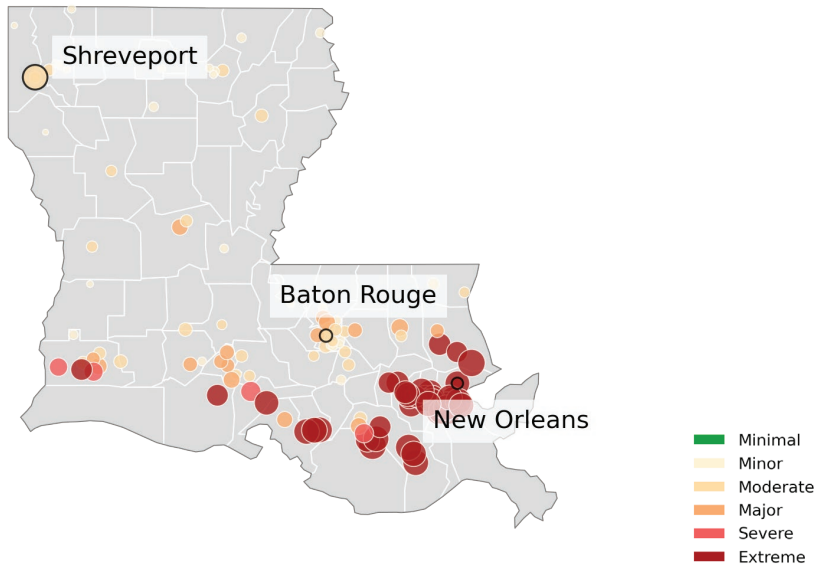 Shreveport
Baton Rouge
New Orleans
Minimal
Minor
Moderate
Major
Severe
Extreme